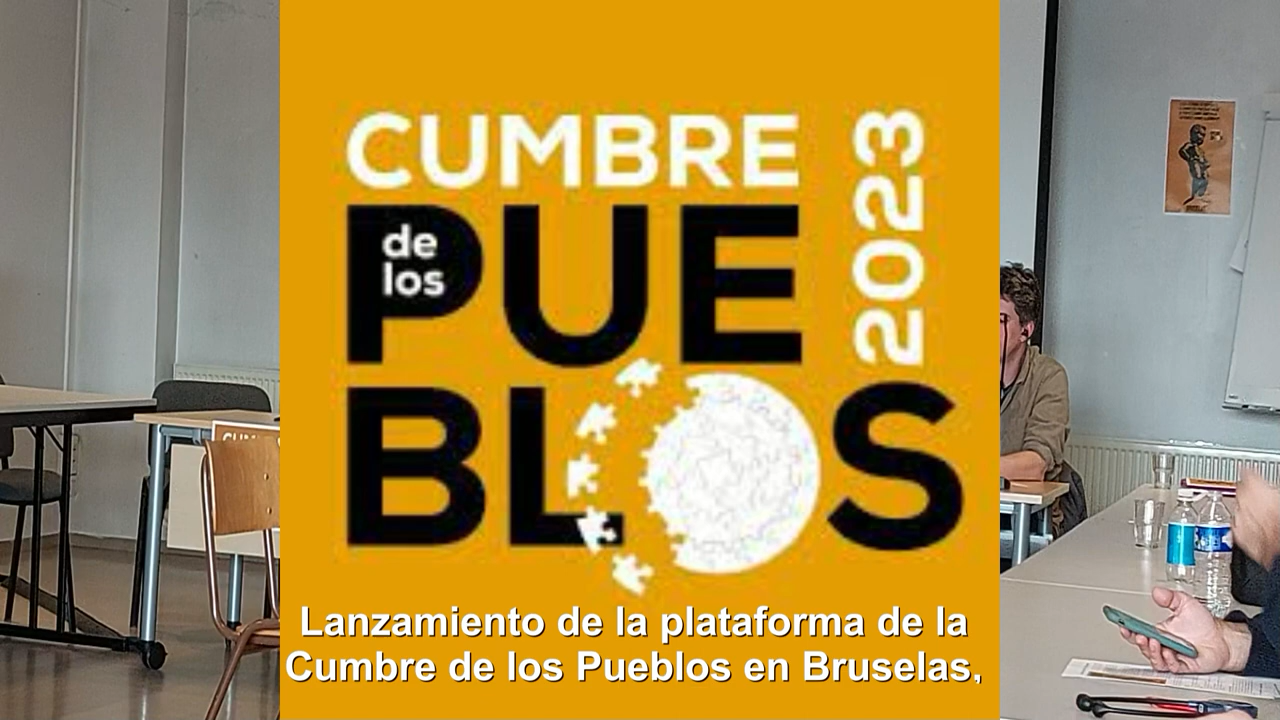 CUMBRE
2023
de
los
PUE
BLOS
Lanzamiento de la plataforma de la
Cumbre de los Pueblos en Bruselas,